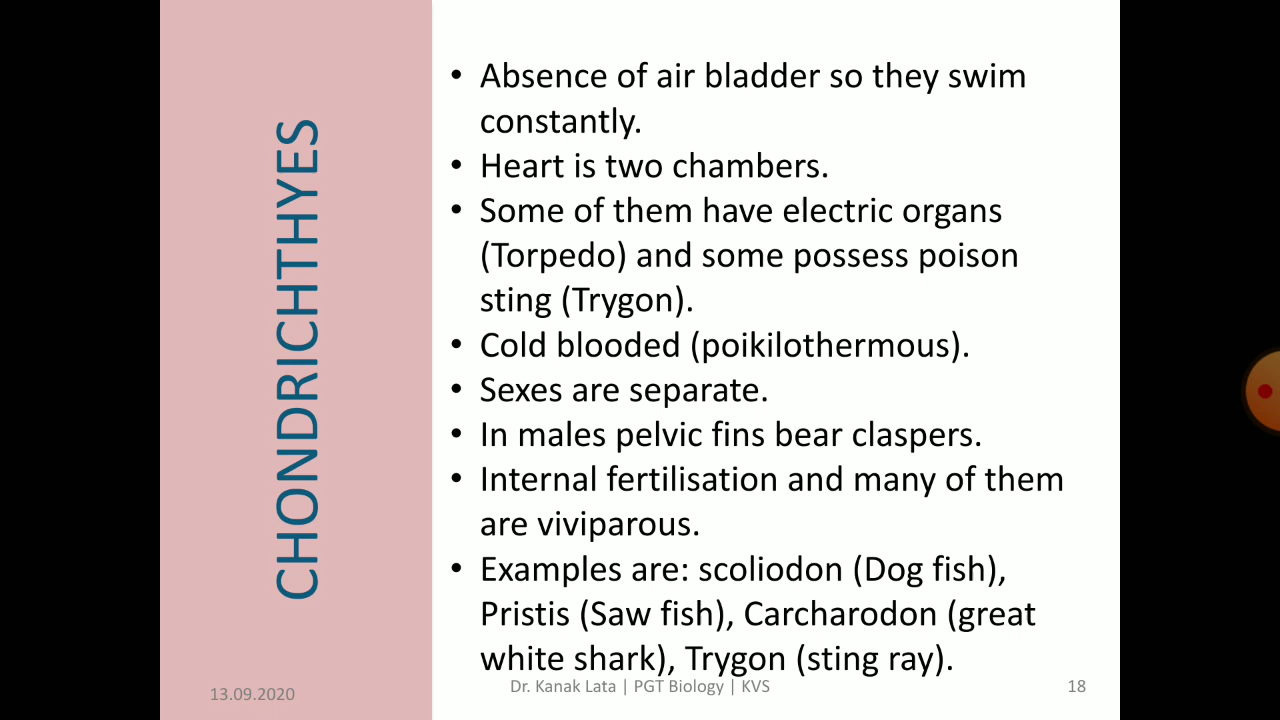 CHONDRICHTHYES
• Absence of air bladder so they swim
constantly.
• Heart is two chambers.
• Some of them have electric organs
(Torpedo) and some possess poison
sting (Trygon).
• Cold blooded (poikilothermous).
• Sexes are separate.
• In males pelvic fins bear claspers.
• Internal fertilisation and many of them
are viviparous.
• Examples are: scoliodon (Dog fish),
Pristis (Saw fish), Carcharodon (great
white shark), Trygon (sting ray).
13.09.2020
Dr. Kanak Lata | PGT Biology | KVS
18